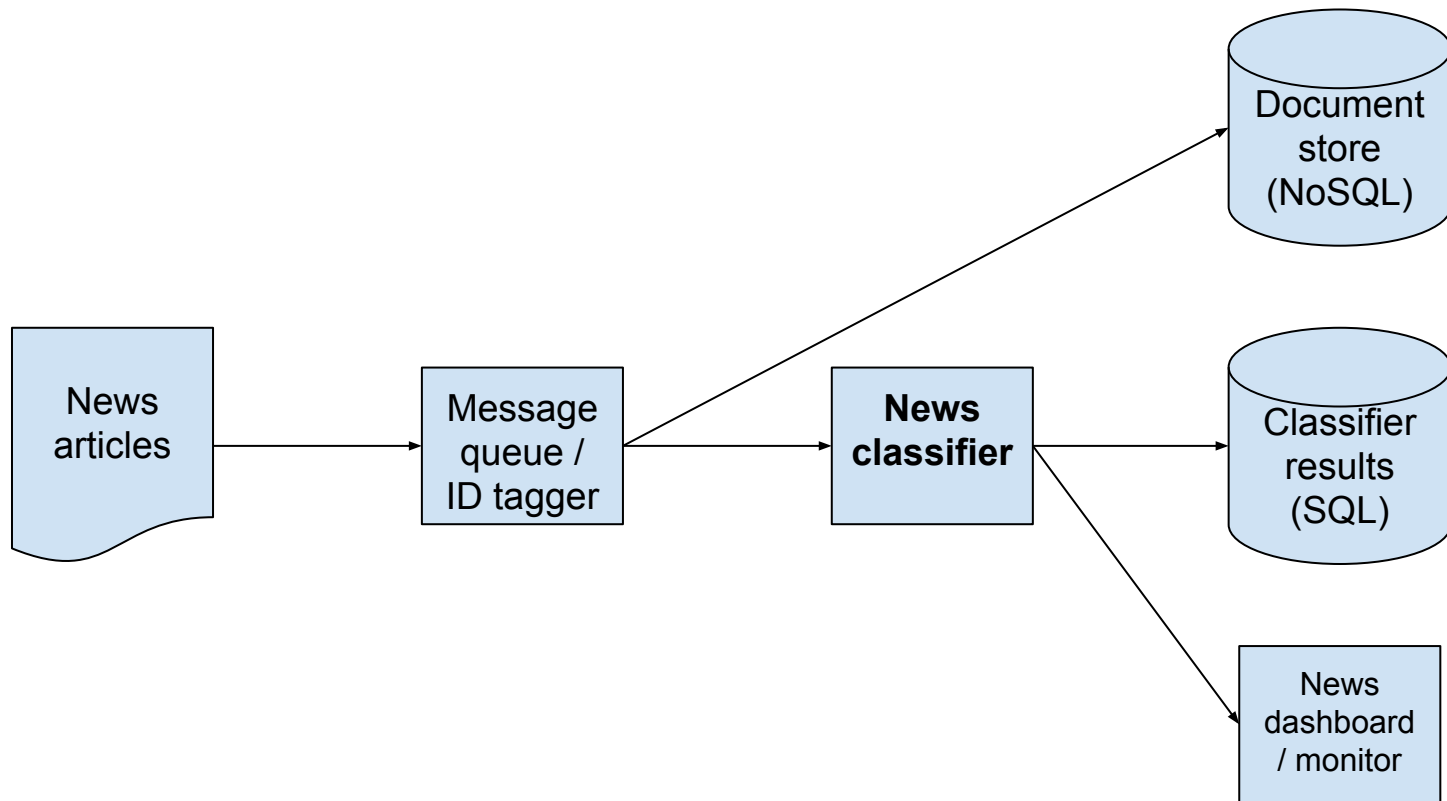 Document
store
(NoSQL)
News
articles
Message
queue /
ID tagger
News
classifier
Classifier
results
(SQL)
News
dashboard
/ monitor